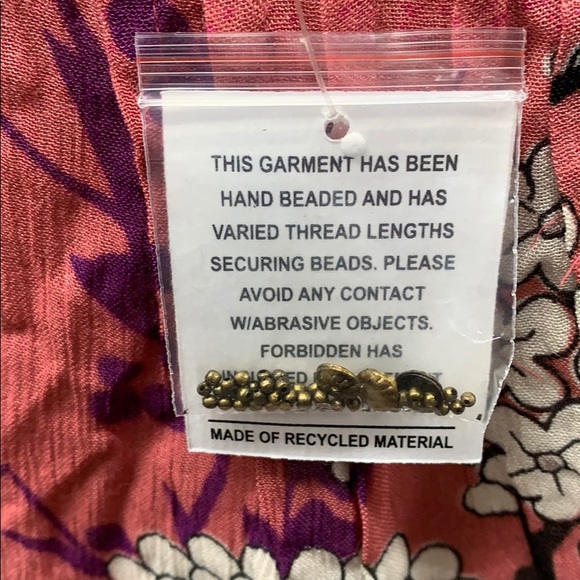 THIS GARMENT HAS BEEN
HAND BEADED AND HAS
VARIED THREAD LENGTHS
SECURING BEADS. PLEASE
AVOID ANY CONTACT
W/ABRASIVE OBJECTS.
FORBIDDEN HAS
MADE OF RECYCLED MATERIAL